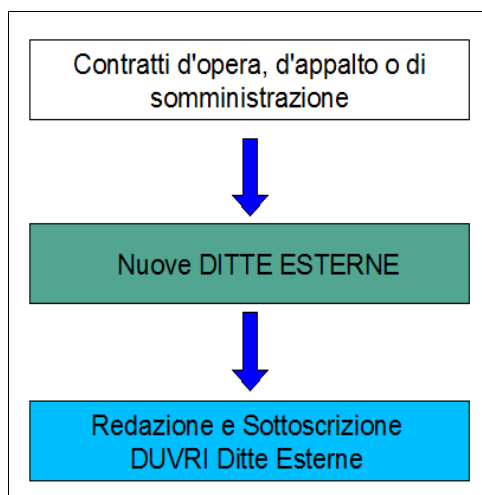 Contratti d'opera, d'appalto o di
somministrazione
Nuove DITTE ESTERNE
Redazione e Sottoscrizione
DUVRI Ditte Esterne